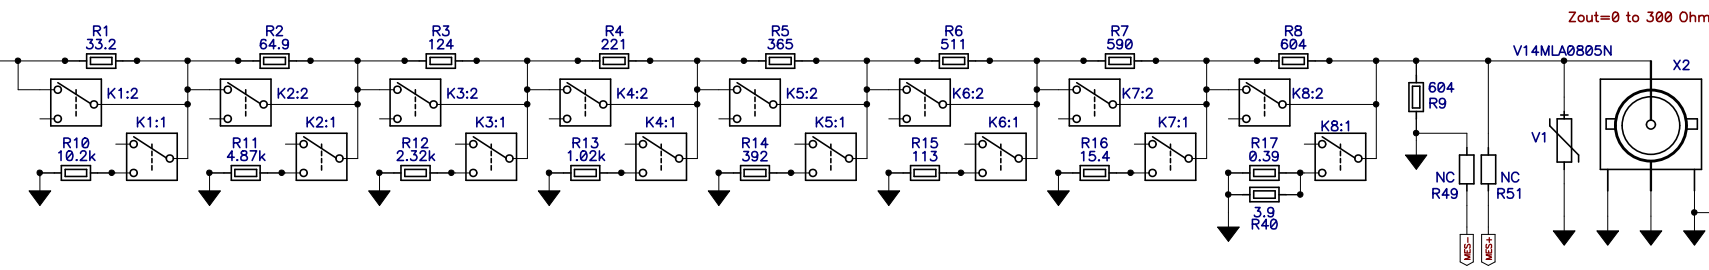 Zout=0 to 300 Ohm
R1
33.2
R2
64.9
R3
124
R4
221
R5
365
R6
511
R7
590
R8
604
V14MLA0805N
X2
K1:2
K2:2
K3:2
K4:2
K5:2
K6:2
K7:2
K8:2
604
R9
K1:1
K2:1
K3:1
K4:1
K5:1
K6:1
K7:1
K8:1
V1
R10
10.2k
R11
4.87k
R12
2.32k
R13
1.02k
R14
392
R15
113
R16
15.4
R17
0.39
3.9
R40
NC
R49
NC
R51
MES-
MES+